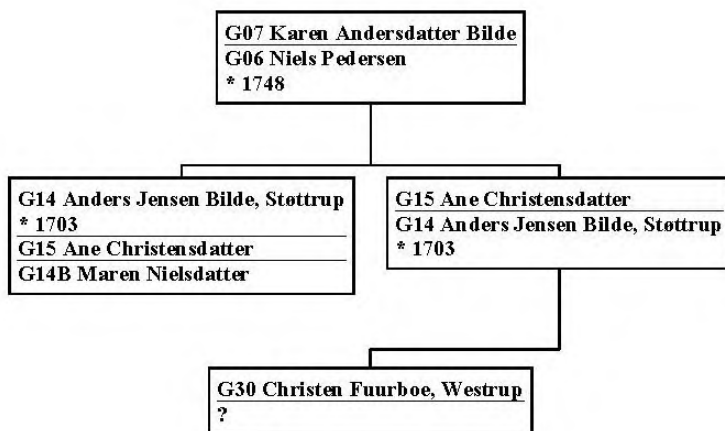 G07 Karen Andersdatter Bilde
G06 Niels Pedersen
* 1748
G14 Anders Jensen Bilde, Støttrup
* 1703
G15 Ane Christensdatter
G14B Maren Nielsdatter
G15 Ane Christensdatter
G14 Anders Jensen Bilde, Støttrup
* 1703
G30 Christen Fuurboe, Westrup
?